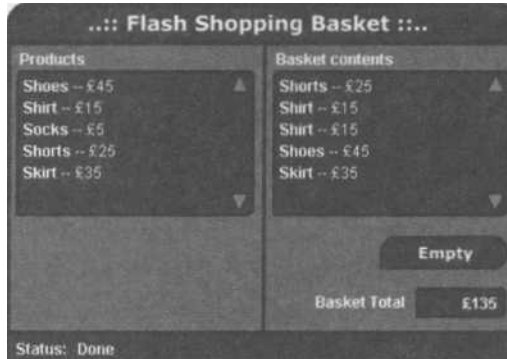 ..:: Flash Shopping Basket ::..
Products
Shoes -- £45
Shirt -- £15
Socks -- £5
Shorts -- £25
Skirt -- £35
Basket contents
Shorts -- £25
Shirt -- £15
Shirt -- £15
Shoes -- £45
Skirt -- £35
Empty
Basket Total £135
Status: Done